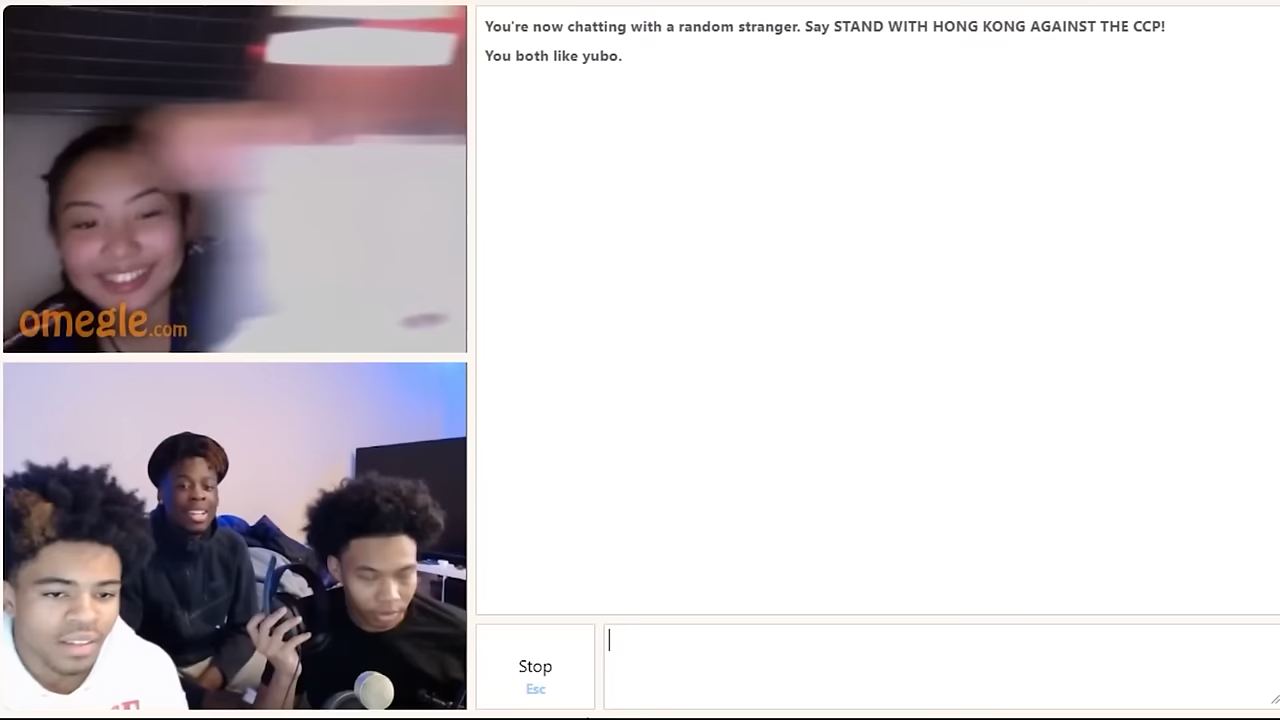 You're now chatting with a random stranger. Say STAND WITH HONG KONG AGAINST THE CCP!
You both like yubo.
omegle.com
Stop
Esc